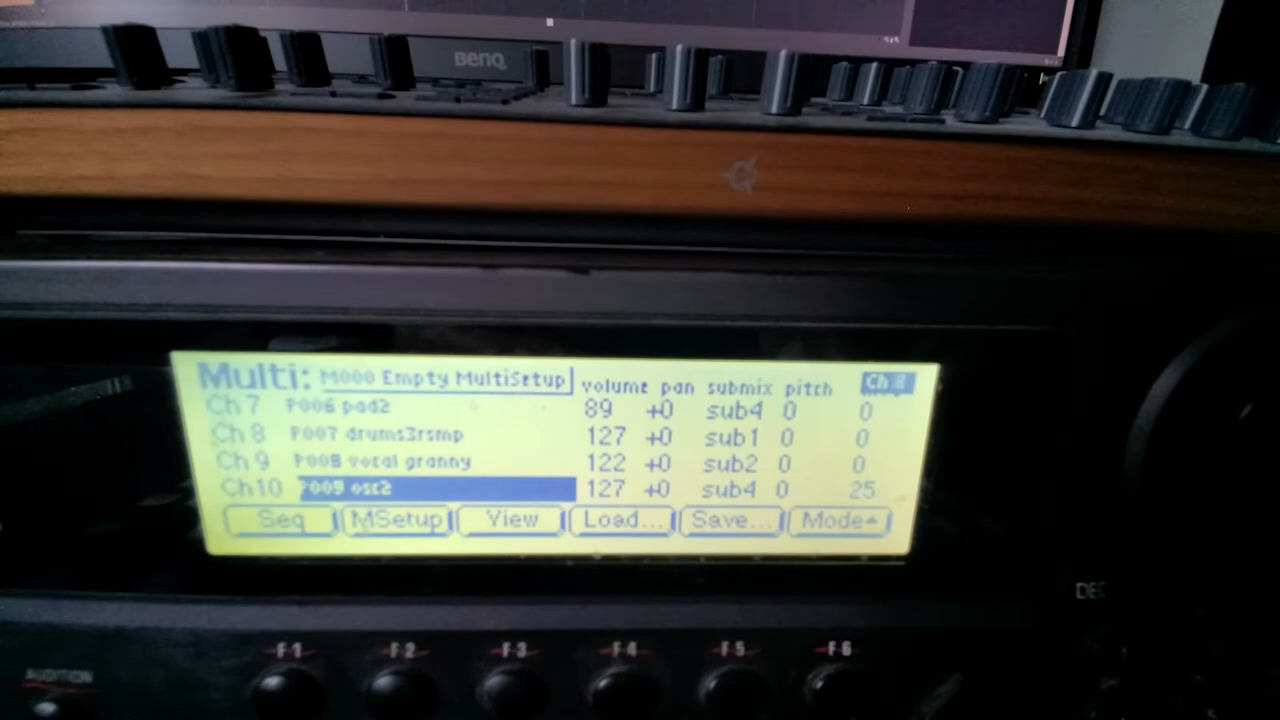 BenQ
Multi: M000 Empty MultiSetup volume pan submix pitch Ch
Ch 7 P006 pad2 89 +0 sub4 0 0
Ch 8 P007 drums3rsmp 127 +0 sub1 0 0
Ch 9 P008 vocal granny 122 +0 sub2 0 0
Ch10 P009 osc2 127 +0 sub4 0 25
Seq MSetup View Load... Save... Mode
DEC
F1 F2 F3 F4 F5 F6
AUDITION